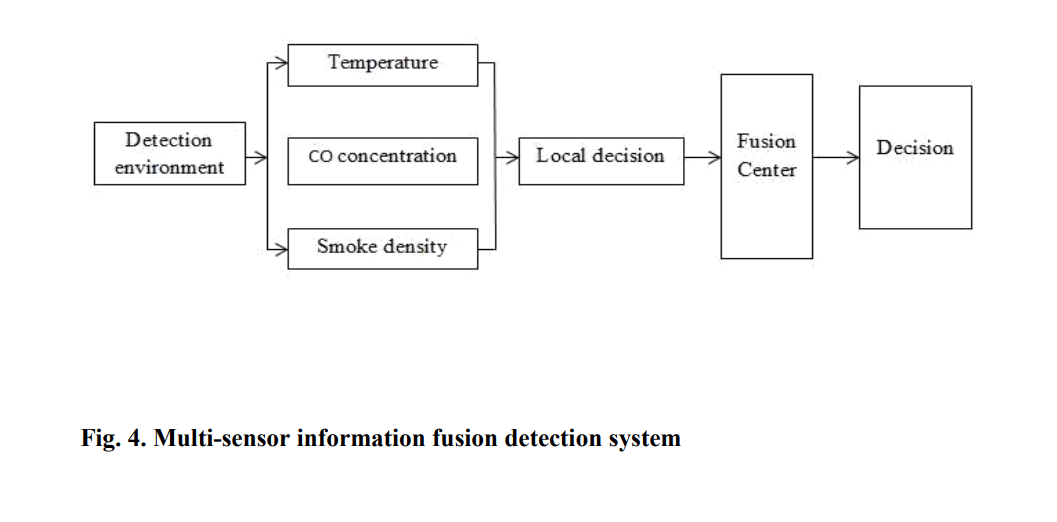 Temperature
Detection
environment
CO concentration
Smoke density
Local decision
Fusion
Center
Decision
Fig. 4. Multi-sensor information fusion detection system